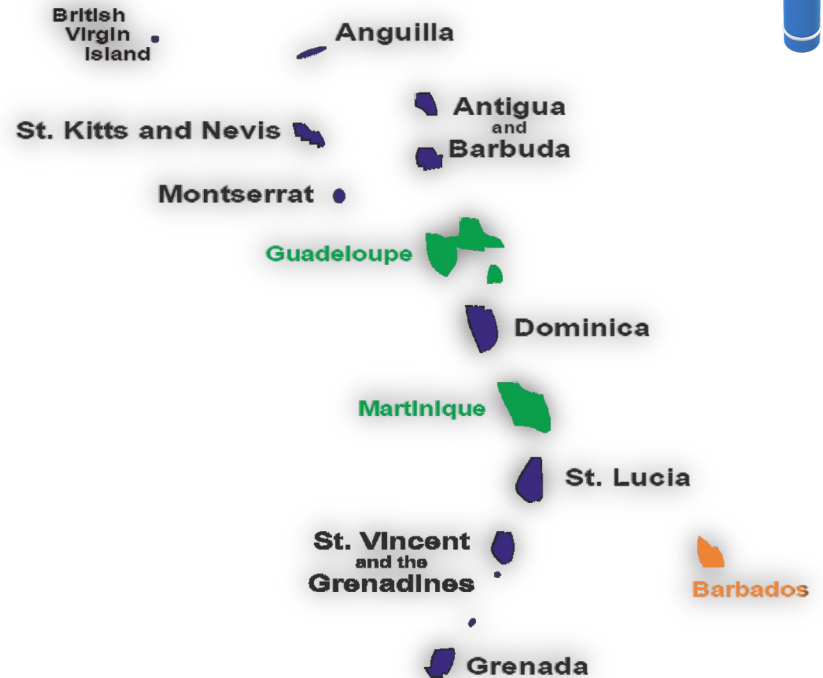 British
Virgin
Island
Anguilla
Antigua
and
Barbuda
St. Kitts and Nevis
Montserrat
Guadeloupe
Dominica
Martinique
St. Lucia
St. Vincent
and the
Grenadines
Barbados
Grenada